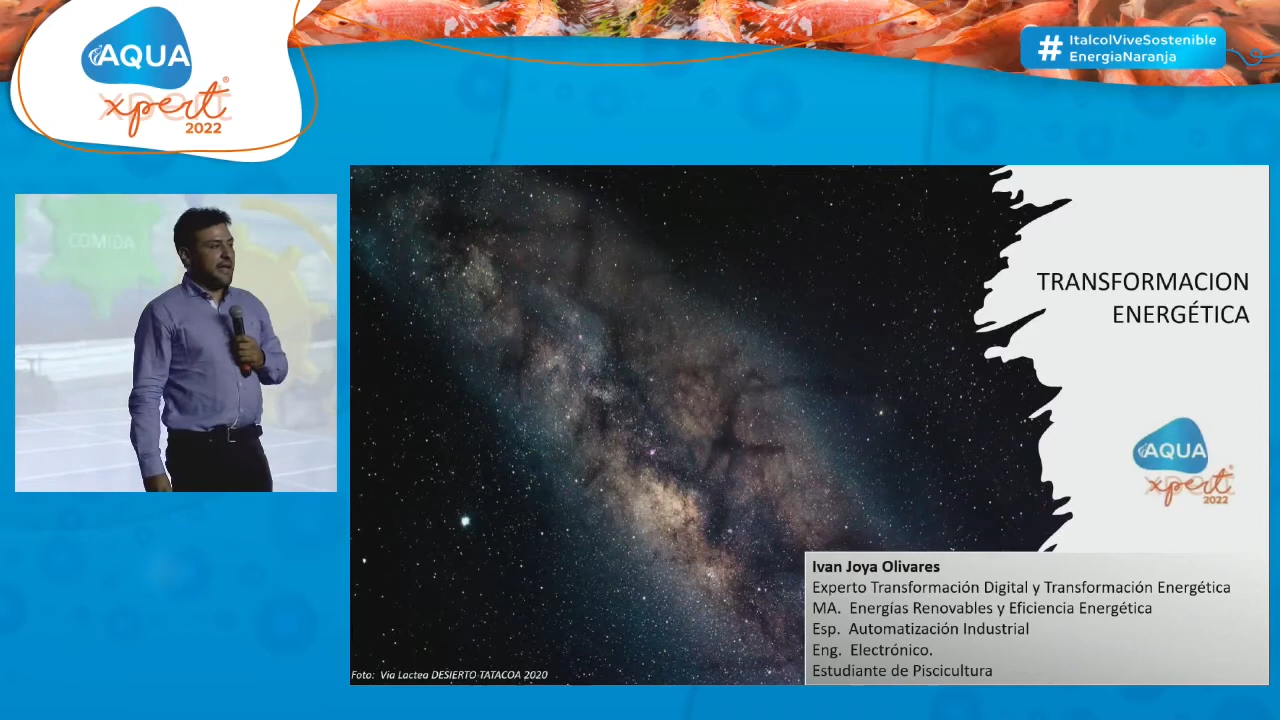 AQUA
xpert®
2022
# ItalcolViveSostenible
EnergiaNaranja
COMIDA
TRANSFORMACION
ENERGÉTICA
AQUA
xpert®
2022
Ivan Joya Olivares
Experto Transformación Digital y Transformación Energética
MA. Energías Renovables y Eficiencia Energética
Esp. Automatización Industrial
Eng. Electrónico.
Estudiante de Piscicultura
Foto: Via Lactea DESIERTO TATACOA 2020